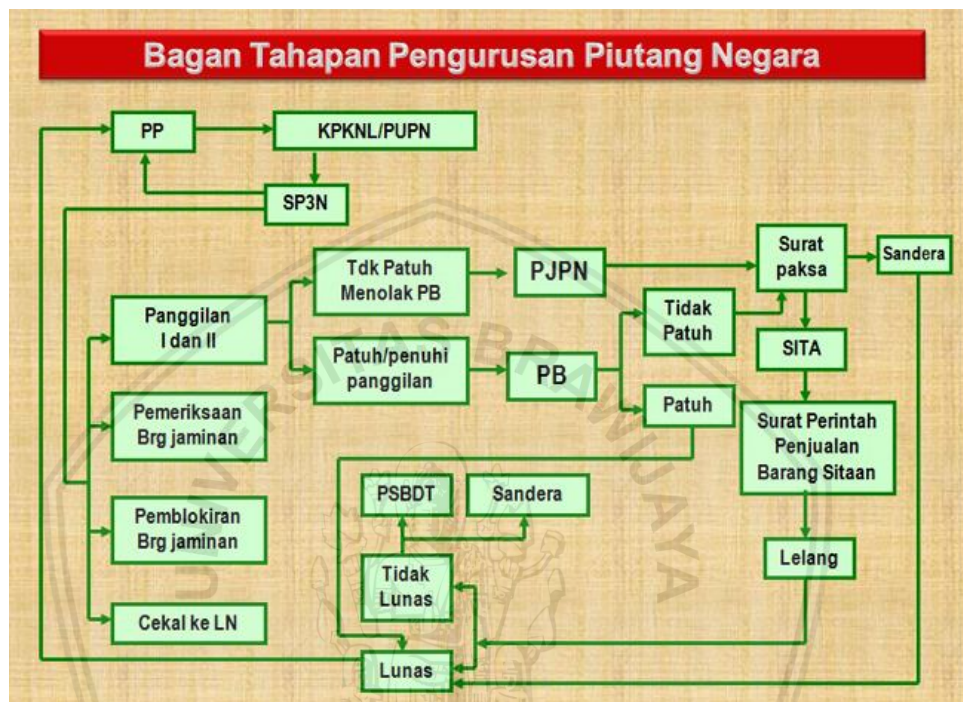 Bagan Tahapan Pengurusan Piutang Negara
PP
KPKNL/PUPN
SP3N
Panggilan
I dan II
Pemeriksaan
Brg jaminan
Pemblokiran
Brg jaminan
Cekal ke LN
Tdk Patuh
Menolak PB
Patuh/penuhi
panggilan
PJPN
PB
Tidak
Patuh
Patuh
Surat
paksa
Sandera
SITA
Surat Perintah
Penjualan
Barang Sitaan
Lelang
PSBDT
Sandera
Tidak
Lunas
Lunas
UNIVERSITAS BRAWIJAYA